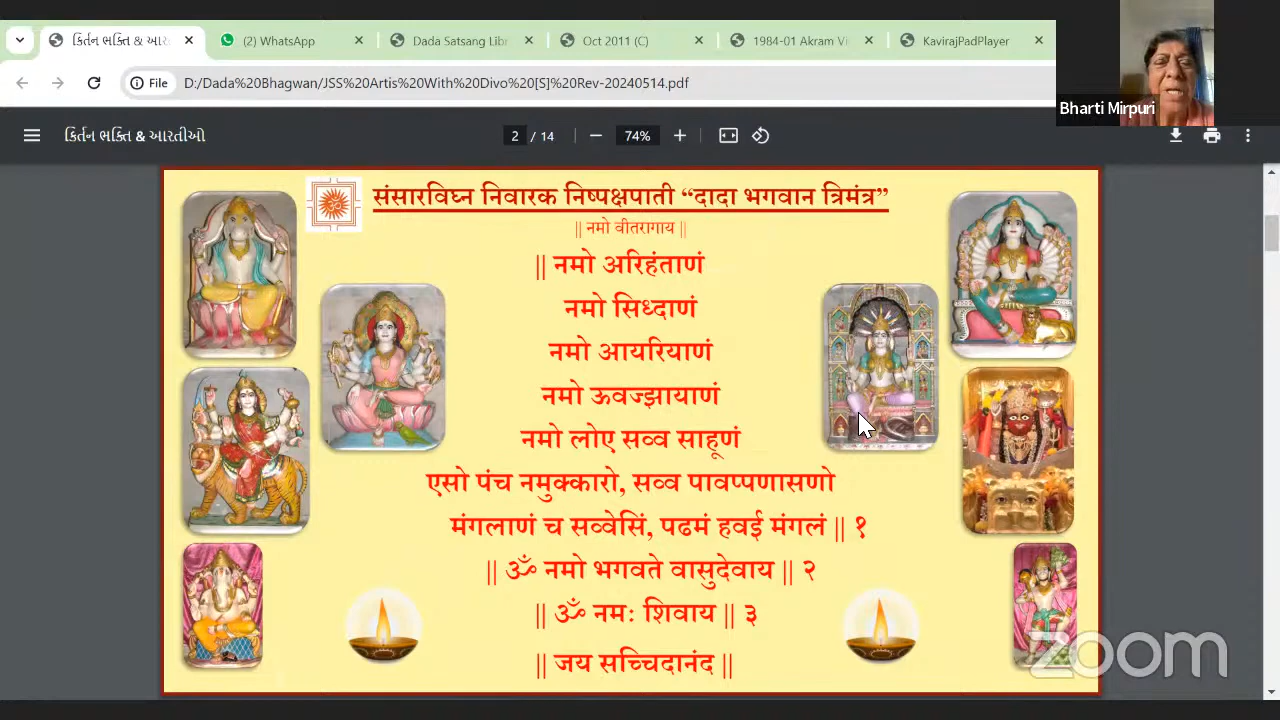 કિર્તન ભક્તિ & આરત
(2) WhatsApp
Dada Satsang Libr
Oct 2011 (C)
1984-01 Akram Vi
KavirajPadPlayer
File
D:/Dada%20Bhagwan/JSS%20Artis%20With%20Divo%20[S]%20Rev-20240514.pdf
Bharti Mirpuri
કિર્તન ભક્તિ & આરતીઓ
2 / 14
74%
संसारविघ्न निवारक निष्पक्षपाती “दादा भगवान त्रिमंत्र”
|| नमो वीतरागाय ||
|| नमो अरिहंताणं
नमो सिध्दाणं
नमो आयरियाणं
नमो ऊवज्झायाणं
नमो लोए सव्व साहूणं
एसो पंच नमुक्कारो, सव्व पावप्पणासणो
मंगलाणं च सव्वेसिं, पढमं हवई मंगलं || १
|| ॐ नमो भगवते वासुदेवाय || २
|| ॐ नमः शिवाय || ३
|| जय सच्चिदानंद ||
zoom